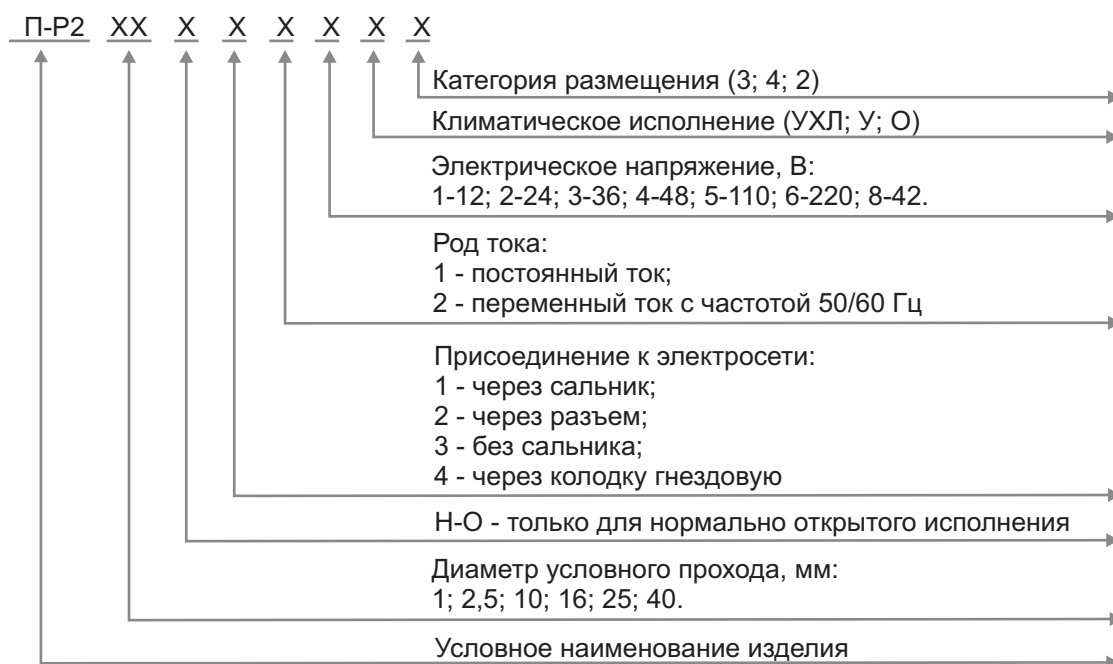 П-Р2 ХХ Х Х Х Х Х Х
Категория размещения (3; 4; 2)
Климатическое исполнение (УХЛ; У; О)
Электрическое напряжение, В:
1-12; 2-24; 3-36; 4-48; 5-110; 6-220; 8-42.
Род тока:
1 - постоянный ток;
2 - переменный ток с частотой 50/60 Гц
Присоединение к электросети:
1 - через сальник;
2 - через разъем;
3 - без сальника;
4 - через колодку гнездовую
Н-О - только для нормально открытого исполнения
Диаметр условного прохода, мм:
1; 2,5; 10; 16; 25; 40.
Условное наименование изделия